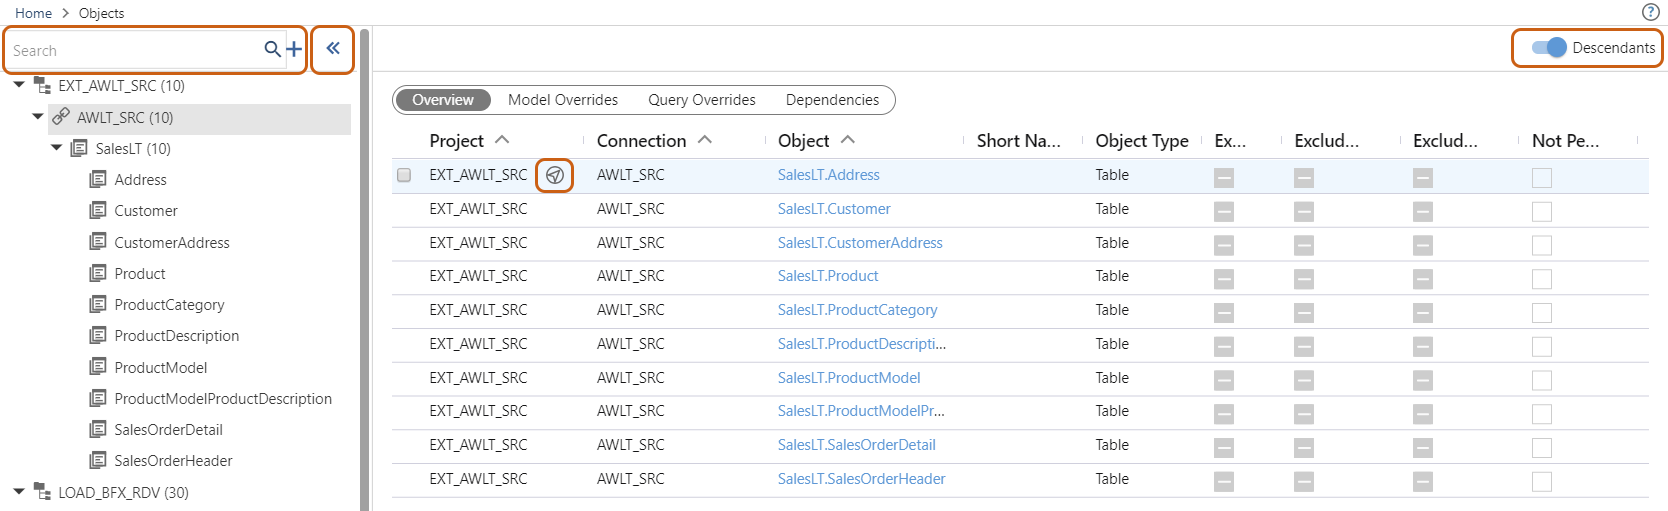 Home > Objects
Search
Descendants
EXT_AWLT_SRC (10)
AWLT_SRC (10)
SalesLT (10)
Address
Customer
CustomerAddress
Product
ProductCategory
ProductDescription
ProductModel
ProductModelProductDescription
SalesOrderDetail
SalesOrderHeader
LOAD_BFX_RDV (30)
Overview Model Overrides Query Overrides Dependencies
Project Connection Object Short Na... Object Type Ex... Exclud... Exclud... Not Pe...
EXT_AWLT_SRC AWLT_SRC SalesLT.Address Table
EXT_AWLT_SRC AWLT_SRC SalesLT.Customer Table
EXT_AWLT_SRC AWLT_SRC SalesLT.CustomerAddress Table
EXT_AWLT_SRC AWLT_SRC SalesLT.Product Table
EXT_AWLT_SRC AWLT_SRC SalesLT.ProductCategory Table
EXT_AWLT_SRC AWLT_SRC SalesLT.ProductDescripti... Table
EXT_AWLT_SRC AWLT_SRC SalesLT.ProductModel Table
EXT_AWLT_SRC AWLT_SRC SalesLT.ProductModelPr... Table
EXT_AWLT_SRC AWLT_SRC SalesLT.SalesOrderDetail Table
EXT_AWLT_SRC AWLT_SRC SalesLT.SalesOrderHeader Table